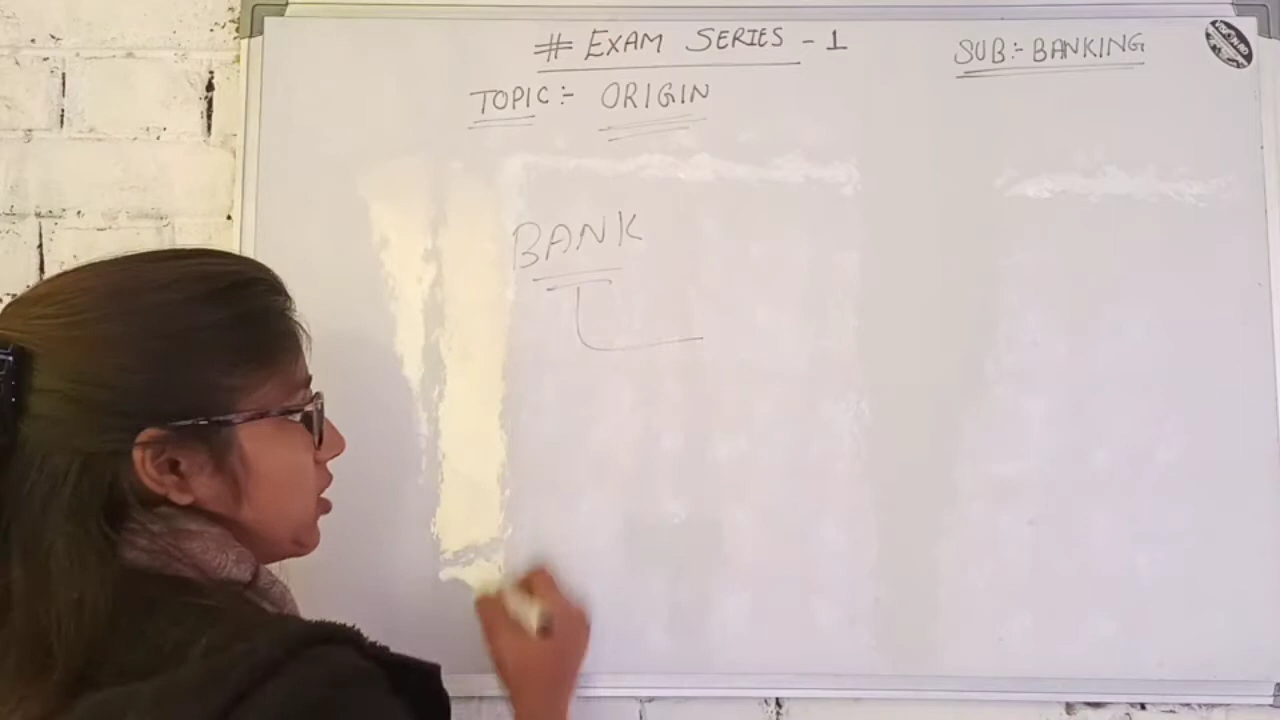 # EXAM SERIES - 1
SUB:- BANKING
TOPIC:- ORIGIN
BANK